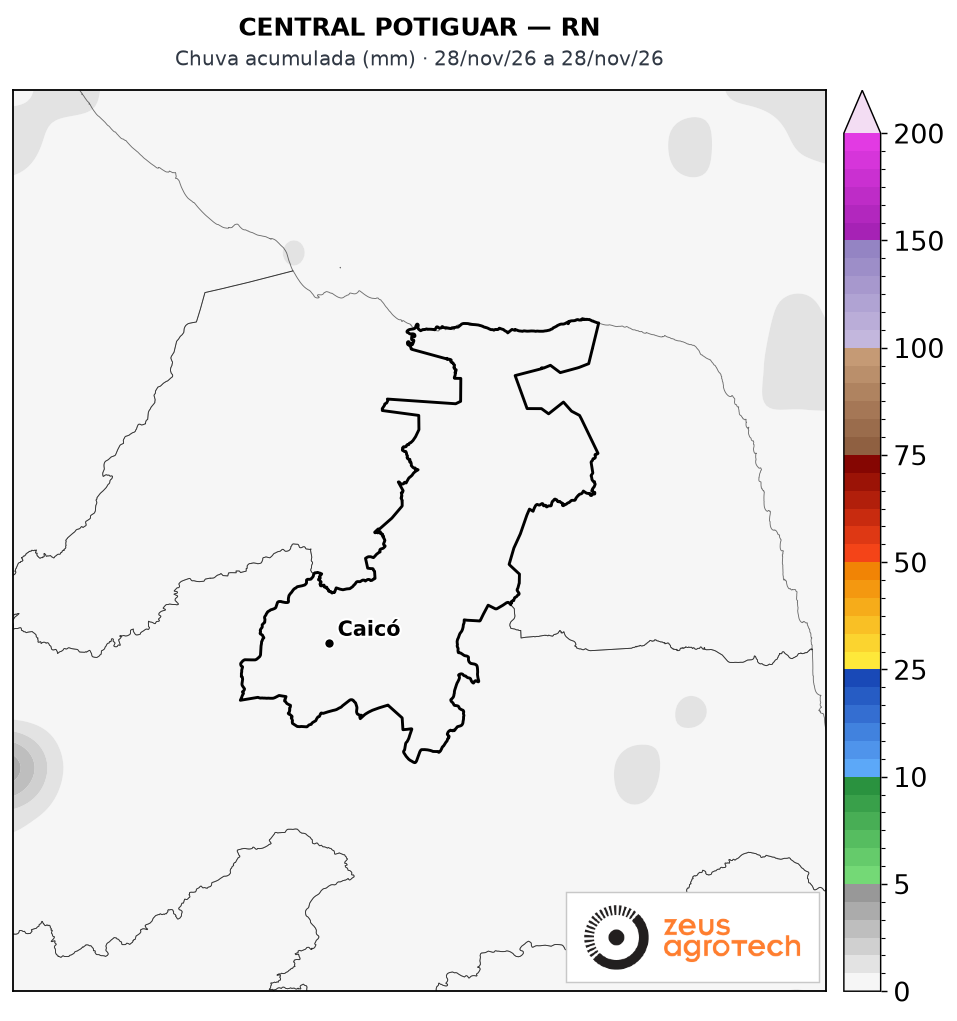 CENTRAL POTIGUAR — RN
Chuva acumulada (mm) · 28/nov/26 a 28/nov/26
200
150
100
75
50
25
10
5
0
Caicó
zeus
agrotech